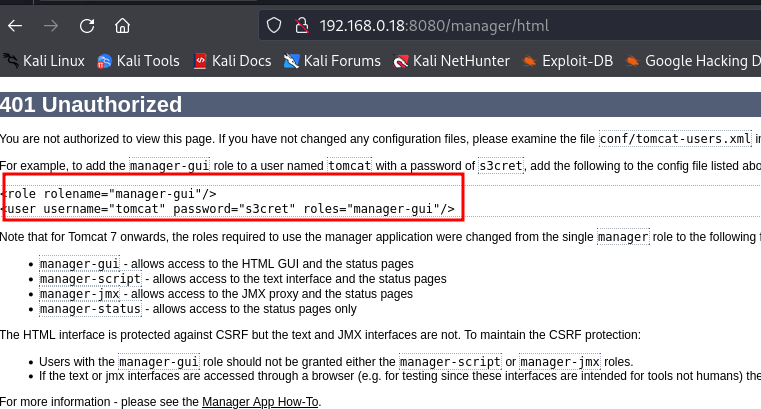 192.168.0.18:8080/manager/html
Kali Linux Kali Tools Kali Docs Kali Forums Kali NetHunter Exploit-DB Google Hacking D
401 Unauthorized
You are not authorized to view this page. If you have not changed any configuration files, please examine the file conf/tomcat-users.xml in
For example, to add the manager-gui role to a user named tomcat with a password of s3cret, add the following to the config file listed abo
<role rolename="manager-gui"/>
<user username="tomcat" password="s3cret" roles="manager-gui"/>
Note that for Tomcat 7 onwards, the roles required to use the manager application were changed from the single manager role to the following f
manager-gui - allows access to the HTML GUI and the status pages
manager-script - allows access to the text interface and the status pages
manager-jmx - allows access to the JMX proxy and the status pages
manager-status - allows access to the status pages only
The HTML interface is protected against CSRF but the text and JMX interfaces are not. To maintain the CSRF protection:
Users with the manager-gui role should not be granted either the manager-script or manager-jmx roles.
If the text or jmx interfaces are accessed through a browser (e.g. for testing since these interfaces are intended for tools not humans) the
For more information - please see the Manager App How-To.